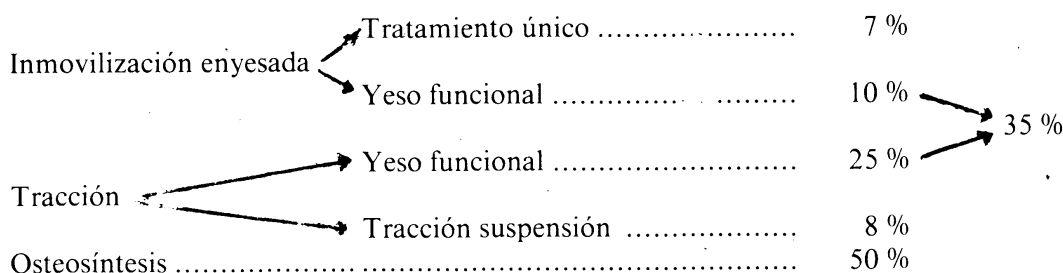 Tratamiento único ..................... 7 %
Inmovilización enyesada
Yeso funcional ......................... 10 %
35 %
Yeso funcional ......................... 25 %
Tracción
Tracción suspensión ................... 8 %
Osteosíntesis ............................................................ 50 %